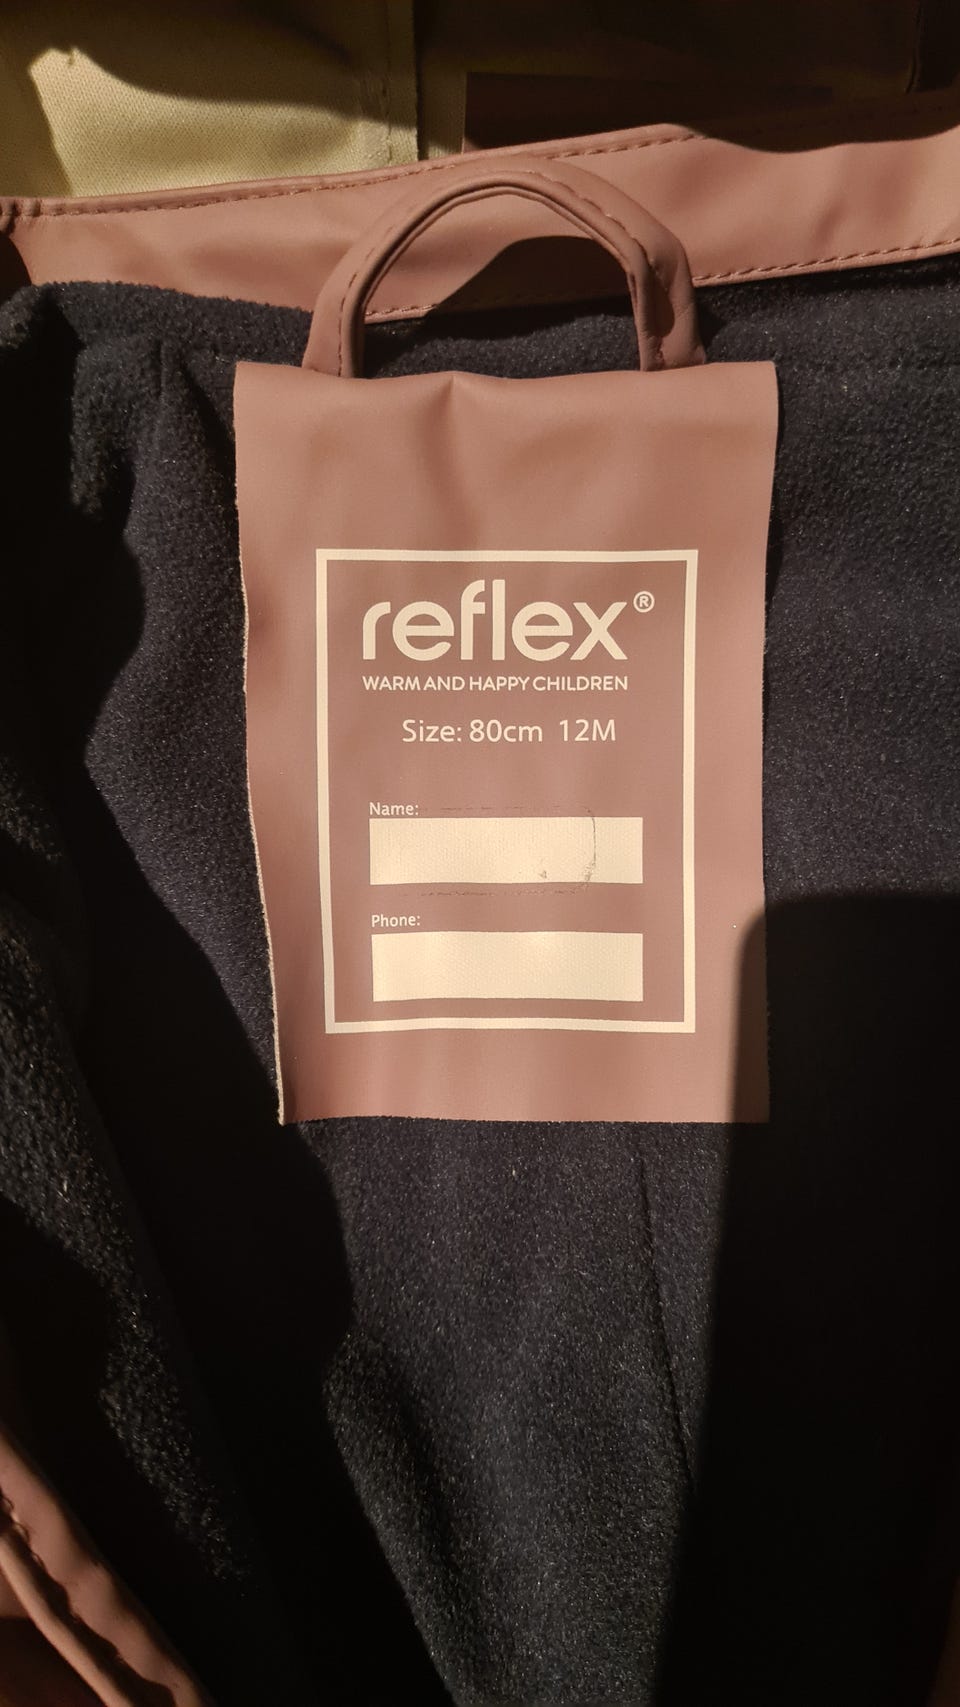 reflex®
WARM AND HAPPY CHILDREN
Size: 80cm 12M
Name:
Phone: